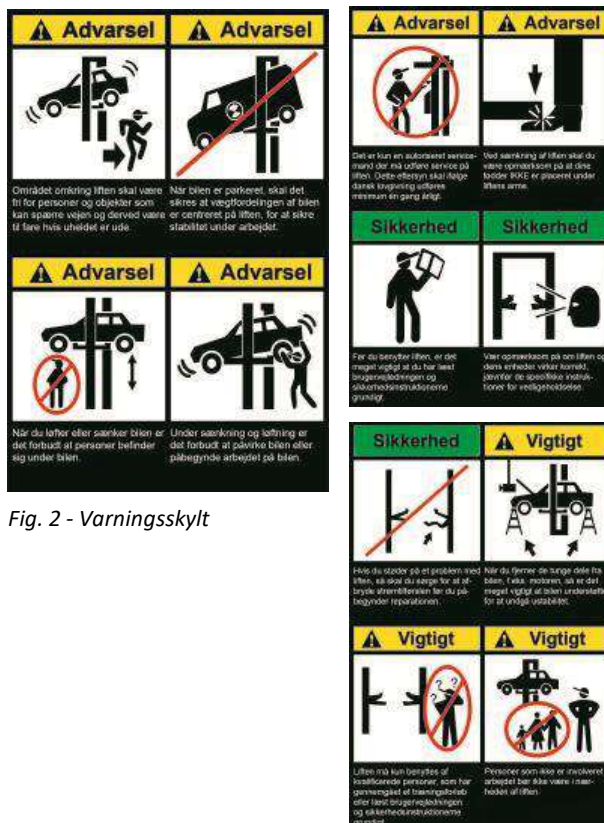 Advarsel
Området omkring liften skal være
fri for personer og objekter som
kan spærre vejen og derved være
til fare hvis uheldet er ude.
Advarsel
Når bilen er parkeret, skal det
sikres at vægtfordelingen af bilen
er centreret på liften, for at sikre
stabilitet under arbejdet.
Advarsel
Når du løfter eller sænker bilen er
det forbudt at personer befinder
sig under bilen.
Advarsel
Under sænkning og løftning er
det forbudt at påvirke bilen eller
påbegynde arbejdet på bilen.
Fig. 2 - Varningsskylt
Advarsel
Det er kun en autoriseret service-
mand der må udføre service på
liften. Dette eftersyn skal ifølge
dansk lovgivning udføres
minimum én gang årligt.
Advarsel
Ved sænkning af liften skal du
være opmærksom på at dine
fødder IKKE er placeret under
liftens arme.
Sikkerhed
Før du benytter liften, er det
meget vigtigt at du har læst
brugervejledningen og
sikkerhedsinstruktionerne
grundigt.
Sikkerhed
Vær opmærksom på om liften og
dens enheder virker korrekt,
jævnfør de specifikke instruk-
tioner for vedligeholdelse.
Sikkerhed
Hvis du støder på et problem med
liften, så skal du sørge for at af-
bryde strømtilførslen før du på-
begynder reparationen.
Vigtigt
Når du fjerner de tunge dele fra
bilen, f.eks. motoren, så er det
meget vigtigt at bilen understøttes
for at undgå ustabilitet.
Vigtigt
Liften må kun benyttes af
kvalificerede personer, som har
gennemgået et træningsforløb
eller læst brugervejledningen
og sikkerhedsinstruktionerne
grundigt.
Vigtigt
Personer som ikke er involveret
arbejdet bør ikke være i nær-
heden af liften.